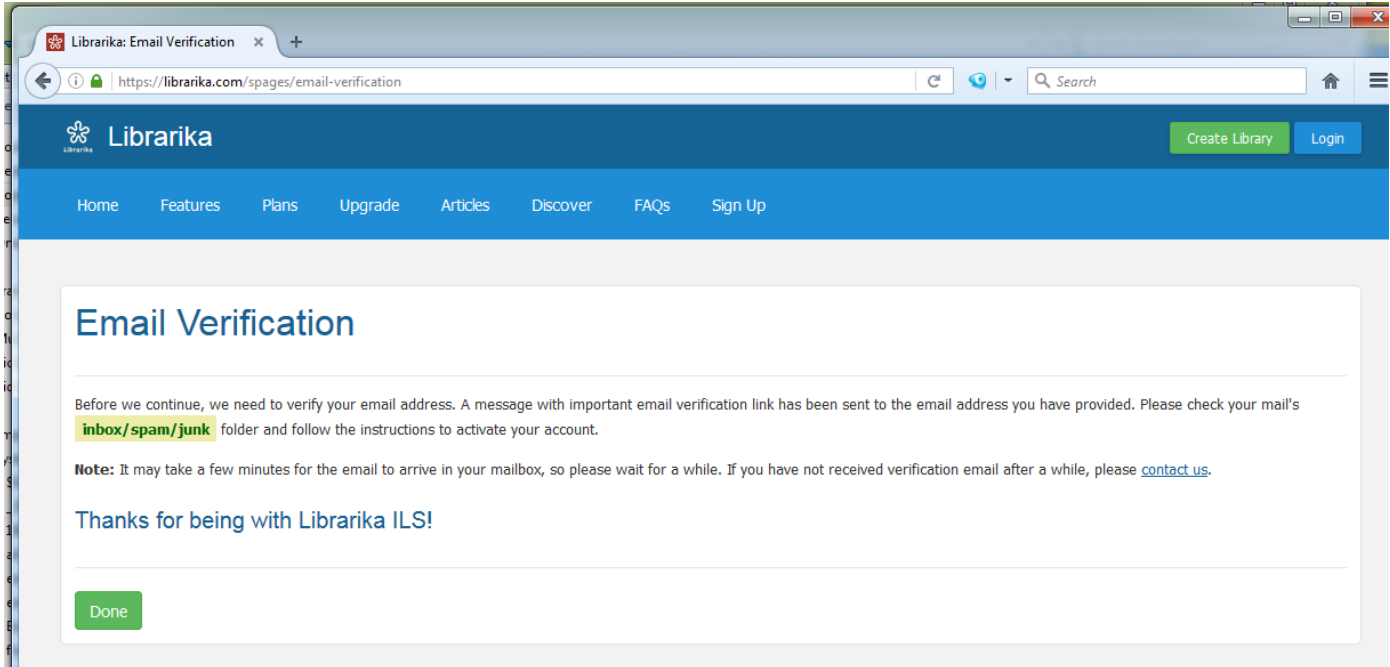 Librarika: Email Verification
https://librarika.com/spages/email-verification
Search
Librarika
Librarika
Create Library
Login
Home Features Plans Upgrade Articles Discover FAQs Sign Up
Email Verification
Before we continue, we need to verify your email address. A message with important email verification link has been sent to the email address you have provided. Please check your mail's
inbox/spam/junk folder and follow the instructions to activate your account.
Note: It may take a few minutes for the email to arrive in your mailbox, so please wait for a while. If you have not received verification email after a while, please contact us.
Thanks for being with Librarika ILS!
Done